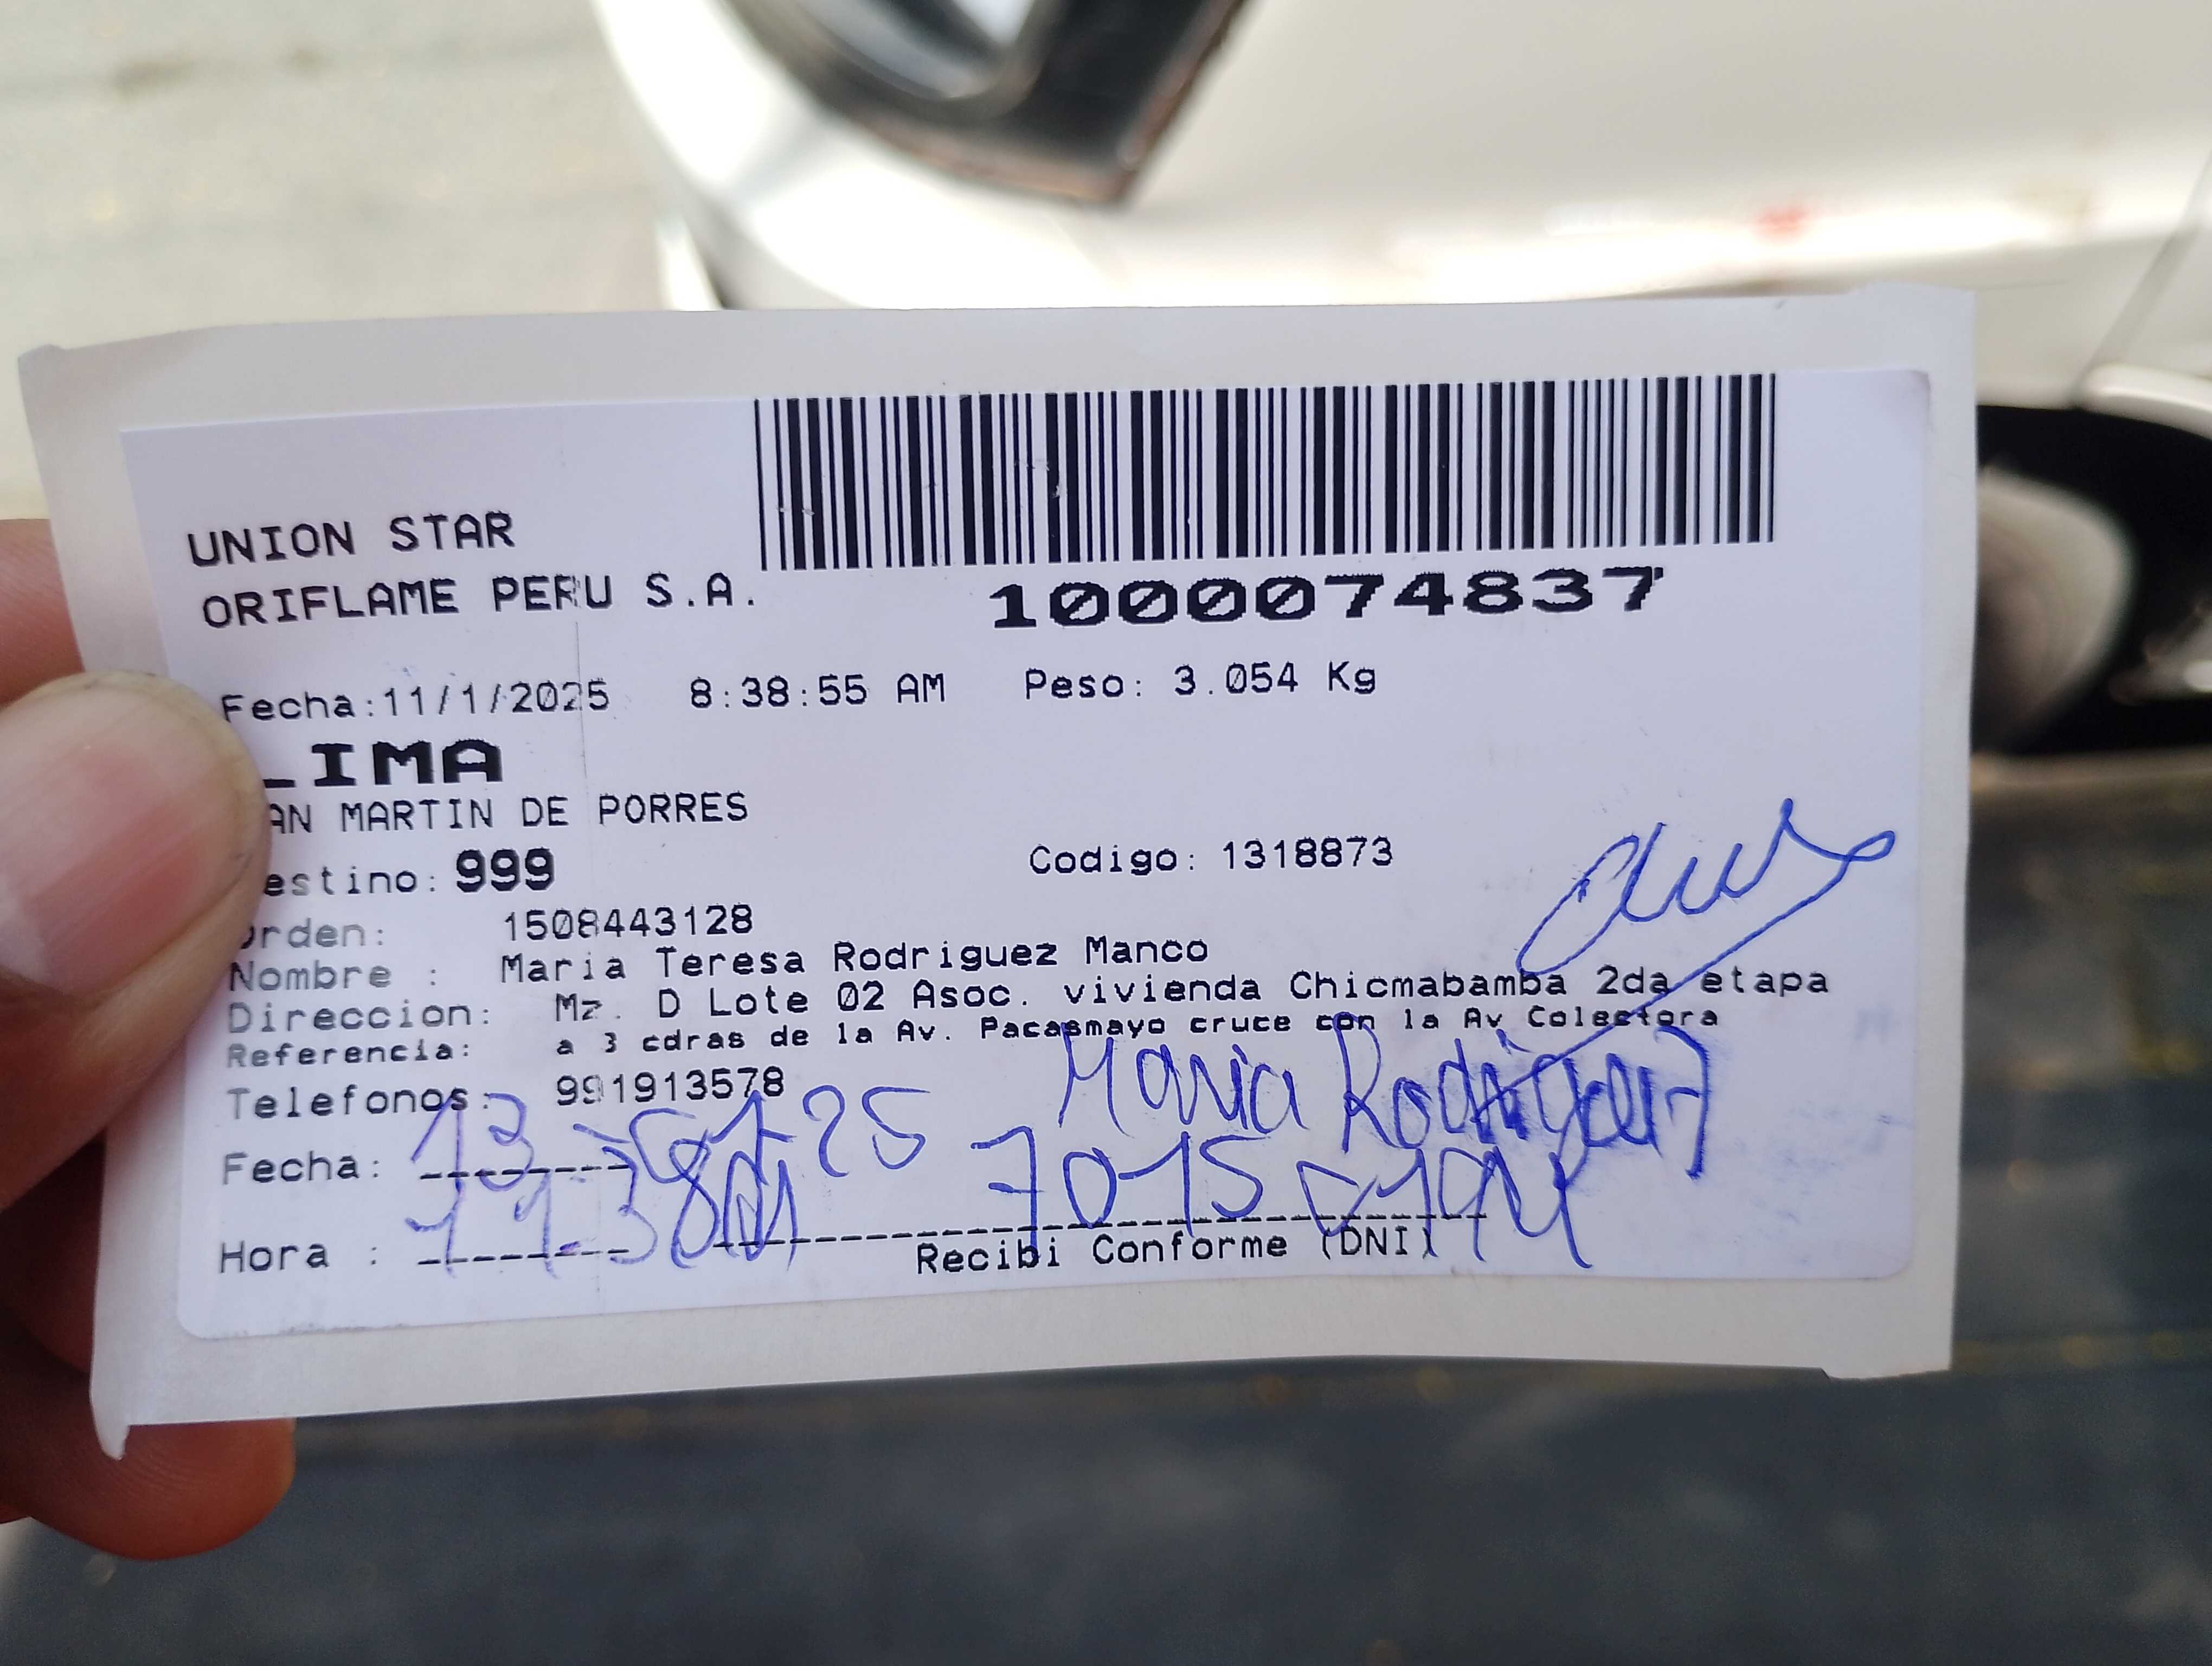 UNION STAR
ORIFLAME PERU S.A.
1000074837
Fecha:11/1/2025 8:38:55 AM Peso: 3.054 Kg
LIMA
AN MARTIN DE PORRES
estino: 999 Codigo: 1318873
rden: 1508443128
Nombre : Maria Teresa Rodriguez Manco
Direccion: Mz. D Lote 02 Asoc. vivienda Chicmabamba 2da etapa
Referencia: a 3 cdras de la Av. Pacasmayo cruce con la Av Colectora
Telefonos: 991913578
Maria Rodriguez
Fecha: 13 25
Hora :
Recibi Conforme (DNI)